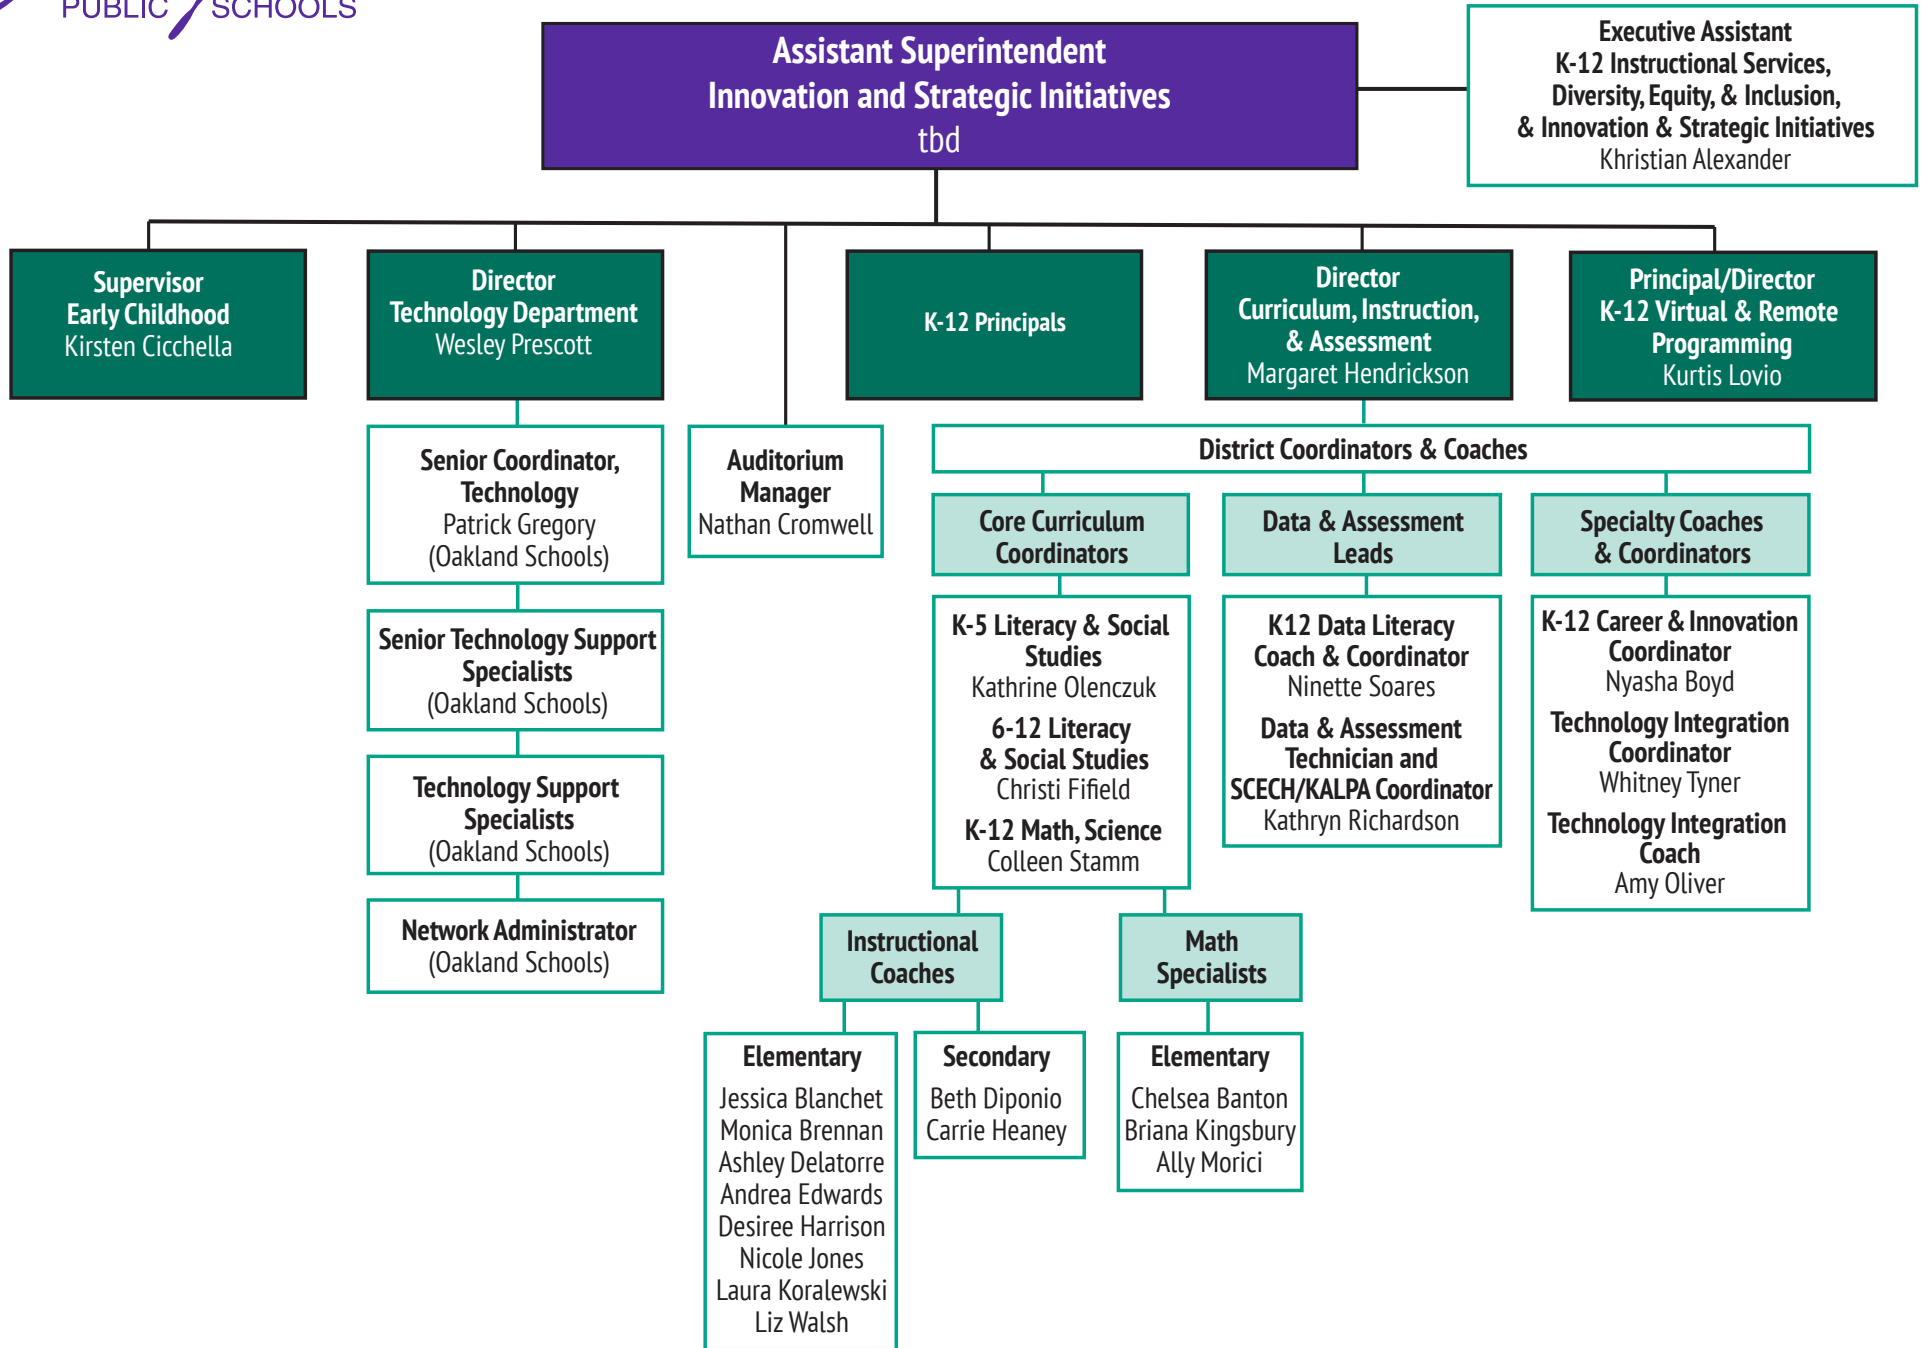 PUBLIC SCHOOLS
Assistant Superintendent
Innovation and Strategic Initiatives
tbd
Executive Assistant
K-12 Instructional Services,
Diversity, Equity, & Inclusion,
& Innovation & Strategic Initiatives
Khristian Alexander
Supervisor
Early Childhood
Kirsten Cicchella
Director
Technology Department
Wesley Prescott
K-12 Principals
Director
Curriculum, Instruction,
& Assessment
Margaret Hendrickson
Principal/Director
K-12 Virtual & Remote
Programming
Kurtis Lovio
Senior Coordinator,
Technology
Patrick Gregory
(Oakland Schools)
Senior Technology Support
Specialists
(Oakland Schools)
Technology Support
Specialists
(Oakland Schools)
Network Administrator
(Oakland Schools)
Auditorium
Manager
Nathan Cromwell
District Coordinators & Coaches
Core Curriculum
Coordinators
Data & Assessment
Leads
Specialty Coaches
& Coordinators
K-5 Literacy & Social
Studies
Kathrine Olenczuk
6-12 Literacy
& Social Studies
Christi Fifield
K-12 Math, Science
Colleen Stamm
K12 Data Literacy
Coach & Coordinator
Ninette Soares
Data & Assessment
Technician and
SCECH/KALPA Coordinator
Kathryn Richardson
K-12 Career & Innovation
Coordinator
Nyasha Boyd
Technology Integration
Coordinator
Whitney Tyner
Technology Integration
Coach
Amy Oliver
Instructional
Coaches
Math
Specialists
Elementary
Jessica Blanchet
Monica Brennan
Ashley Delatorre
Andrea Edwards
Desiree Harrison
Nicole Jones
Laura Koralewski
Liz Walsh
Secondary
Beth Diponio
Carrie Heaney
Elementary
Chelsea Banton
Briana Kingsbury
Ally Morici